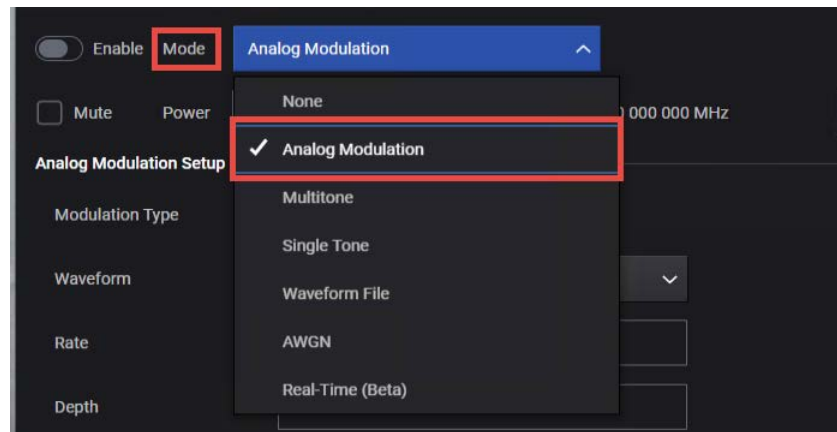 Enable Mode Analog Modulation
Mute Power None 000 000 MHz
Analog Modulation Setup Analog Modulation
Modulation Type Multitone
Single Tone
Waveform Waveform File
Rate AWGN
Depth Real-Time (Beta)